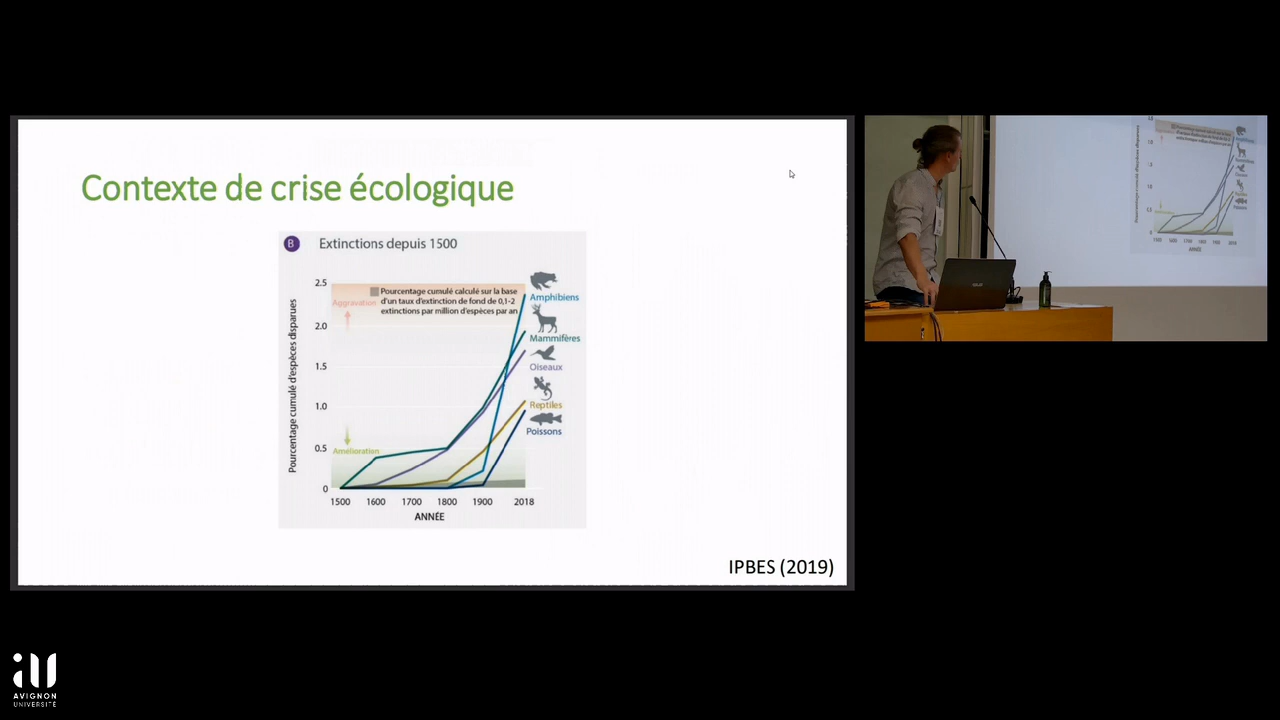 Contexte de crise écologique
B Extinctions depuis 1500
Pourcentage cumulé d'espèces disparues
2.5
2.0
1.5
1.0
0.5
0
Aggravation
Pourcentage cumulé calculé sur la base
d'un taux d'extinction de fond de 0,1-2
extinctions par million d'espèces par an
Amélioration
Amphibiens
Mammifères
Oiseaux
Reptiles
Poissons
1500 1600 1700 1800 1900 2018
ANNÉE
IPBES (2019)
AVIGNON
UNIVERSITÉ